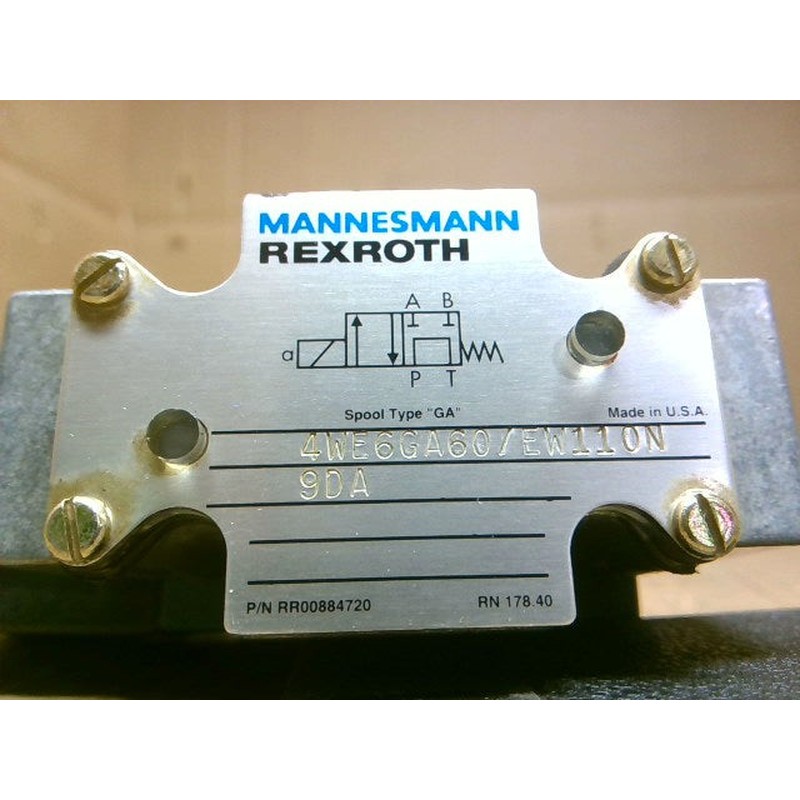 MANNESMANN
REXROTH
A B
a
P T
Spool Type "GA"
Made in U.S.A.
4WE6GA60/EW110N
9DA
P/N RR00884720
RN 178.40